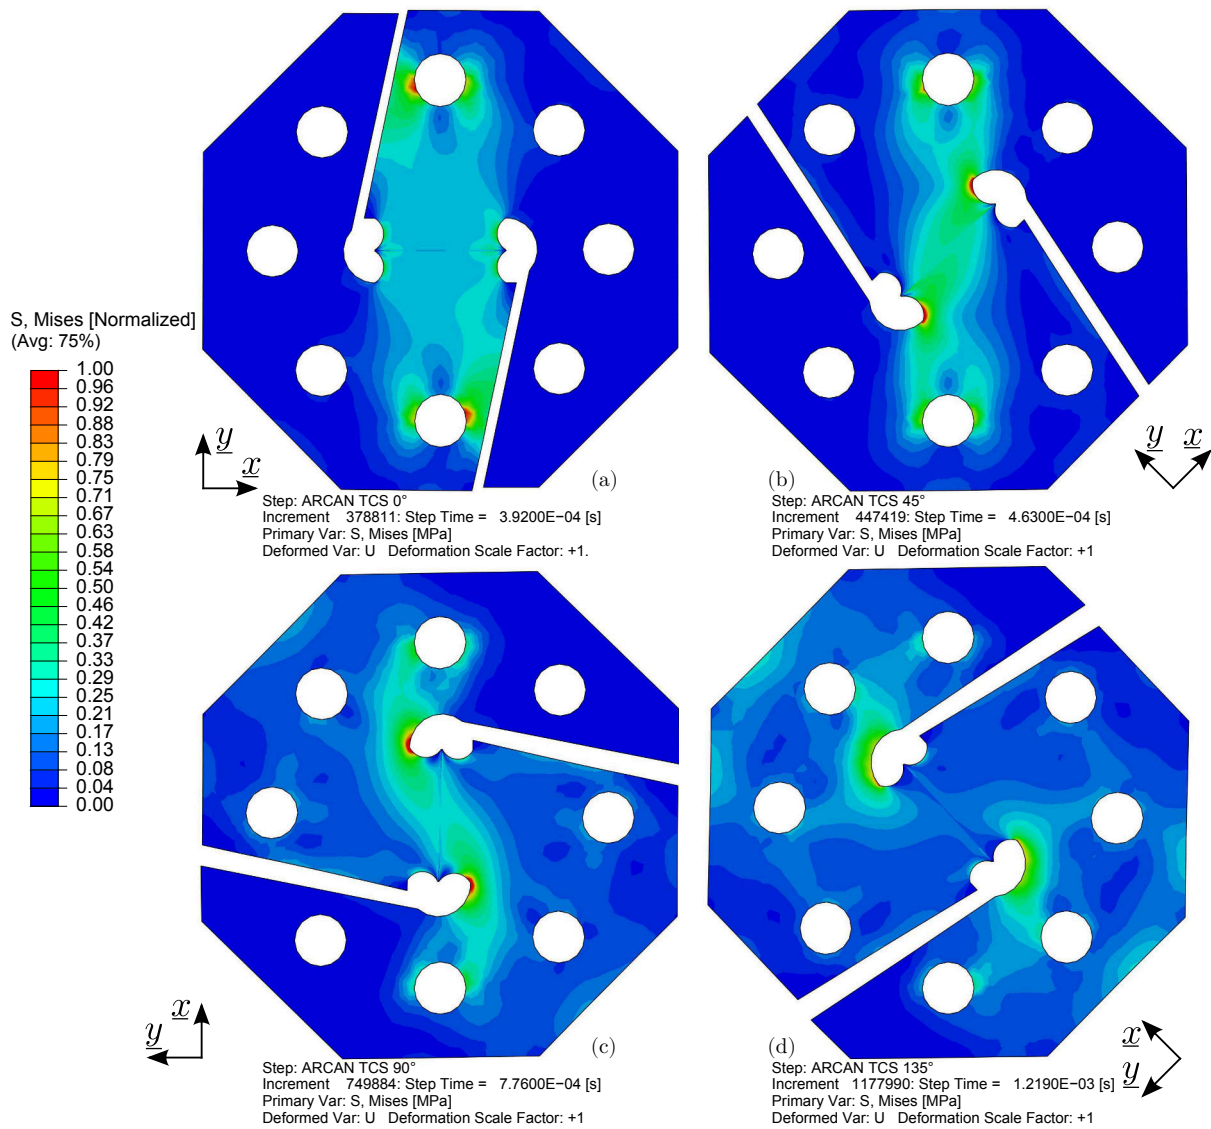 S, Mises [Normalized]
(Avg: 75%)
1.00
0.96
0.92
0.88
0.83
0.79
0.75
0.71
0.67
0.63
0.58
0.54
0.50
0.46
0.42
0.37
0.33
0.29
0.25
0.21
0.17
0.13
0.08
0.04
0.00
y
x
(a)
Step: ARCAN TCS 0°
Increment 378811: Step Time = 3.9200E−04 [s]
Primary Var: S, Mises [MPa]
Deformed Var: U Deformation Scale Factor: +1.
y
x
(b)
Step: ARCAN TCS 45°
Increment 447419: Step Time = 4.6300E−04 [s]
Primary Var: S, Mises [MPa]
Deformed Var: U Deformation Scale Factor: +1
x
y
(c)
Step: ARCAN TCS 90°
Increment 749884: Step Time = 7.7600E−04 [s]
Primary Var: S, Mises [MPa]
Deformed Var: U Deformation Scale Factor: +1
x
y
(d)
Step: ARCAN TCS 135°
Increment 1177990: Step Time = 1.2190E−03 [s]
Primary Var: S, Mises [MPa]
Deformed Var: U Deformation Scale Factor: +1